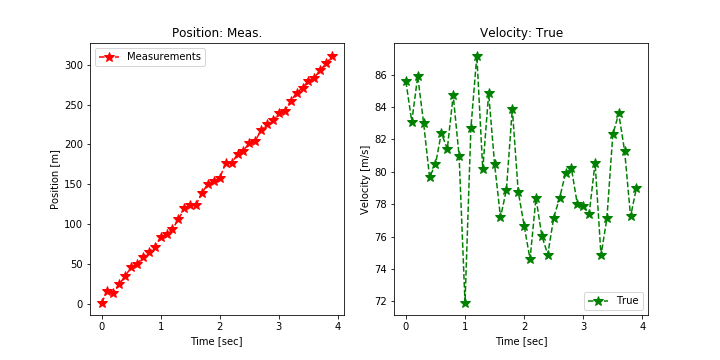 Position: Meas.
Measurements
300
250
200
150
100
50
0
0 1 2 3 4
Position [m]
Time [sec]
Velocity: True
86
84
82
80
78
76
74
72
0 1 2 3 4
Velocity [m/s]
True
Time [sec]